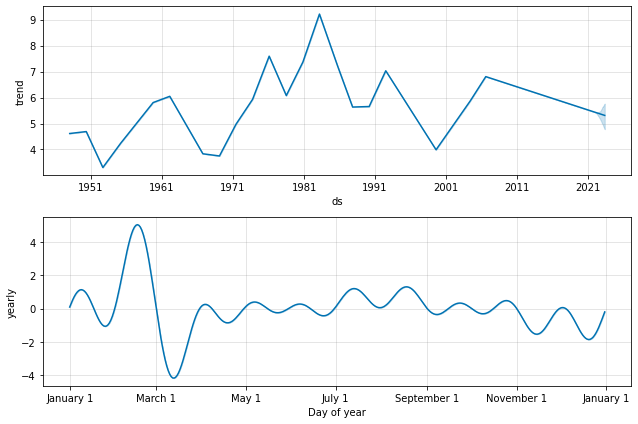 9
8
7
6
5
4
trend
1951 1961 1971 1981 1991 2001 2011 2021
ds
4
2
0
−2
−4
yearly
January 1 March 1 May 1 July 1 September 1 November 1 January 1
Day of year